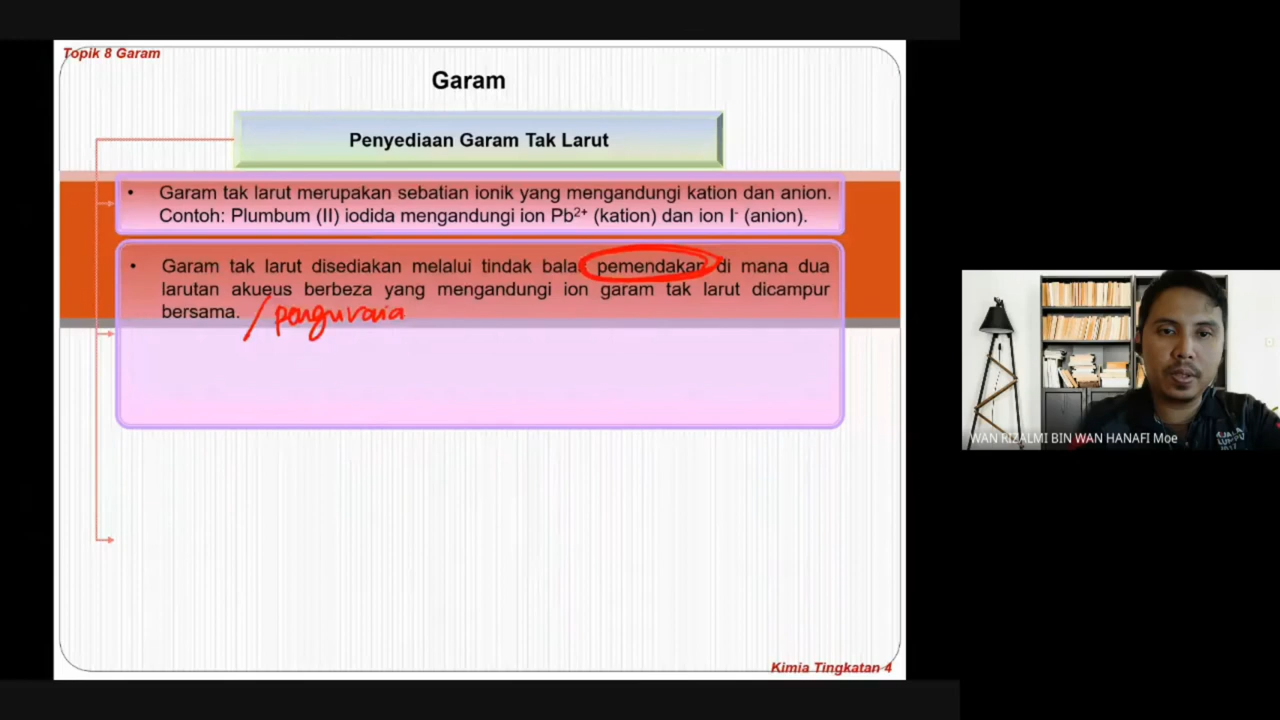 Topik 8 Garam
Garam
Penyediaan Garam Tak Larut
• Garam tak larut merupakan sebatian ionik yang mengandungi kation dan anion.
Contoh: Plumbum (II) iodida mengandungi ion Pb²⁺ (kation) dan ion I⁻ (anion).
• Garam tak larut disediakan melalui tindak balas pemendakan di mana dua
larutan akueus berbeza yang mengandungi ion garam tak larut dicampur
bersama. / penguraia
WAN RIZALMI BIN WAN HANAFI Moe
Kimia Tingkatan 4